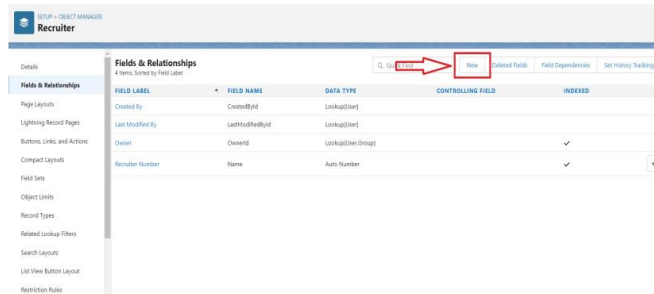 SETUP > OBJECT MANAGER
Recruiter
Details
Fields & Relationships
Page Layouts
Lightning Record Pages
Buttons, Links, and Actions
Compact Layouts
Field Sets
Object Limits
Record Types
Related Lookup Filters
Search Layouts
List View Button Layout
Restriction Rules
Fields & Relationships
4 Items, Sorted by Field Label
Quick Find New Deleted Fields Field Dependencies Set History Tracking
FIELD LABEL FIELD NAME DATA TYPE CONTROLLING FIELD INDEXED
Created By CreatedById Lookup(User)
Last Modified By LastModifiedById Lookup(User)
Owner OwnerId Lookup(User,Group)
Recruiter Number Name Auto Number